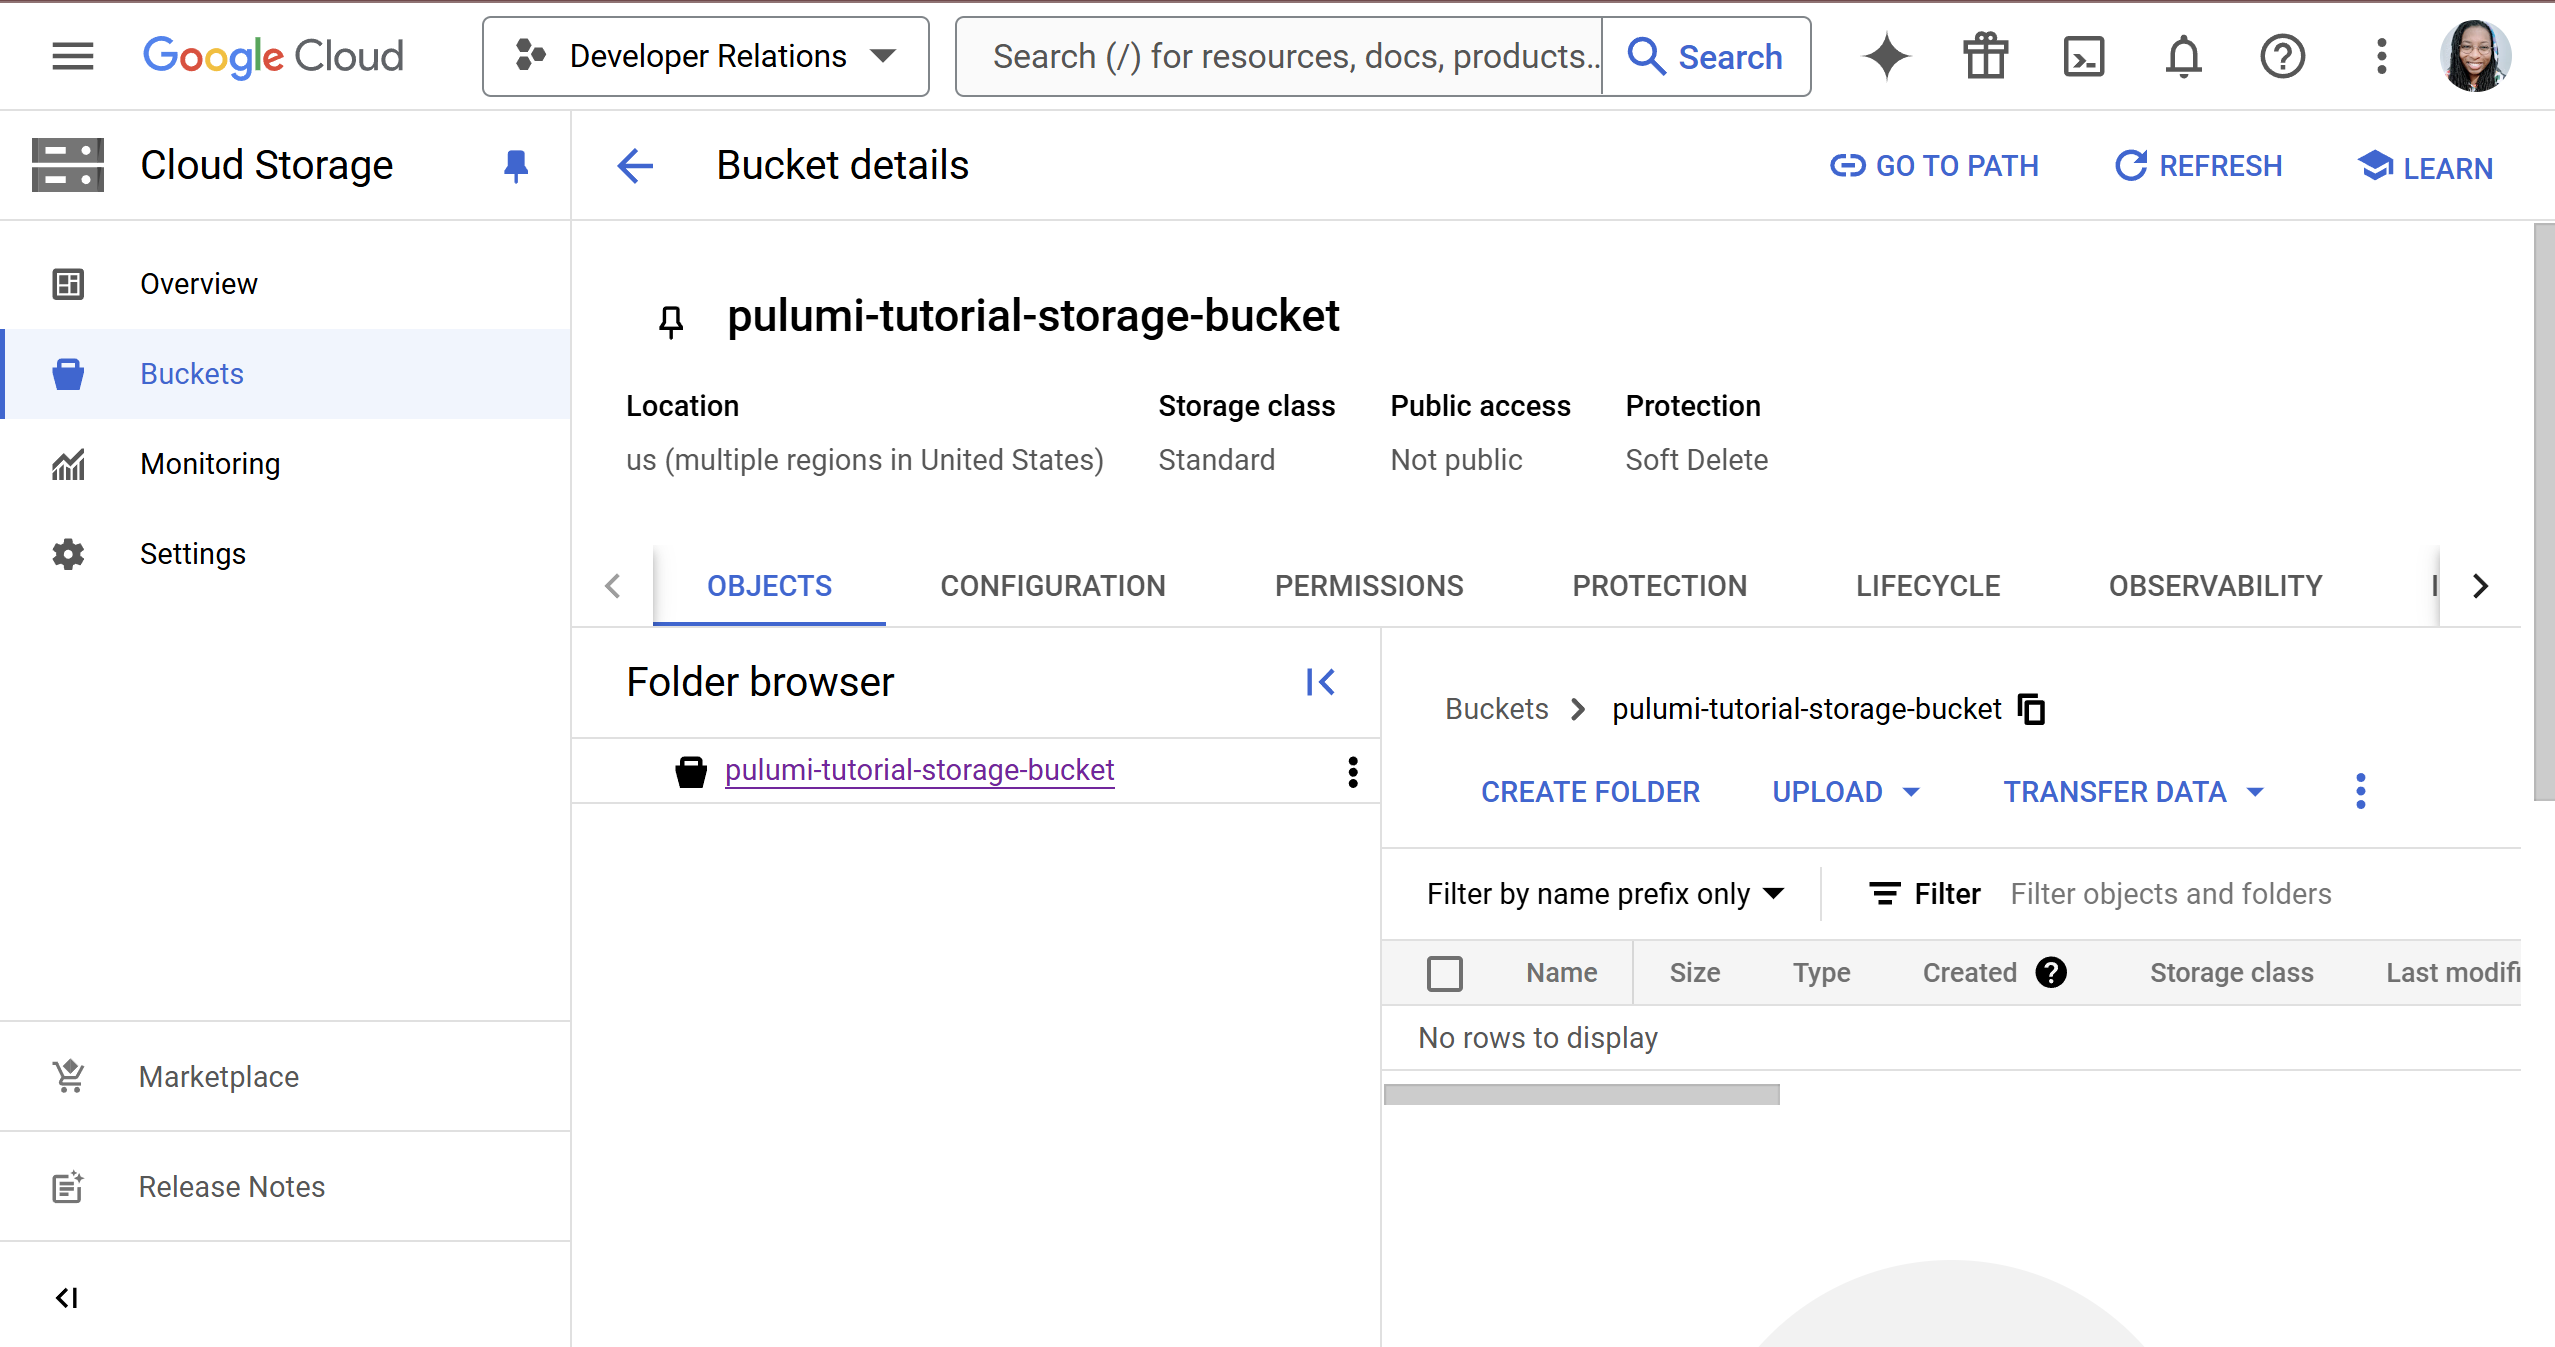 Google Cloud
Developer Relations
Search (/) for resources, docs, products…
Search
Cloud Storage
Bucket details
GO TO PATH
REFRESH
LEARN
Overview
Buckets
Monitoring
Settings
Marketplace
Release Notes
pulumi-tutorial-storage-bucket
Location Storage class Public access Protection
us (multiple regions in United States) Standard Not public Soft Delete
OBJECTS CONFIGURATION PERMISSIONS PROTECTION LIFECYCLE OBSERVABILITY
Folder browser
pulumi-tutorial-storage-bucket
Buckets pulumi-tutorial-storage-bucket
CREATE FOLDER UPLOAD TRANSFER DATA
Filter by name prefix only Filter Filter objects and folders
Name Size Type Created Storage class Last modifi
No rows to display